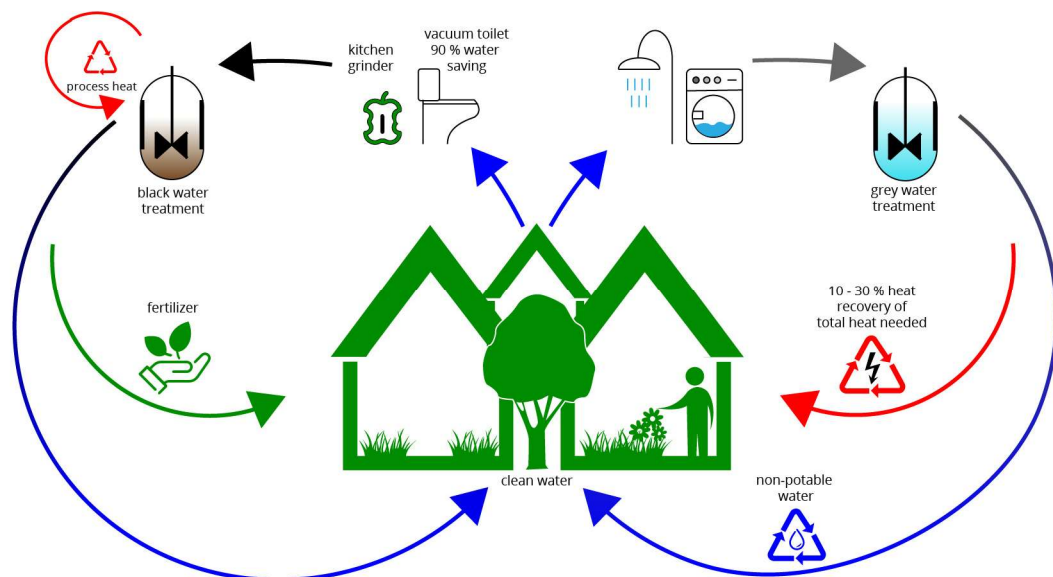 process heat
kitchen
grinder
vacuum toilet
90 % water
saving
black water
treatment
grey water
treatment
fertilizer
10 - 30 % heat
recovery of
total heat needed
clean water
non-potable
water